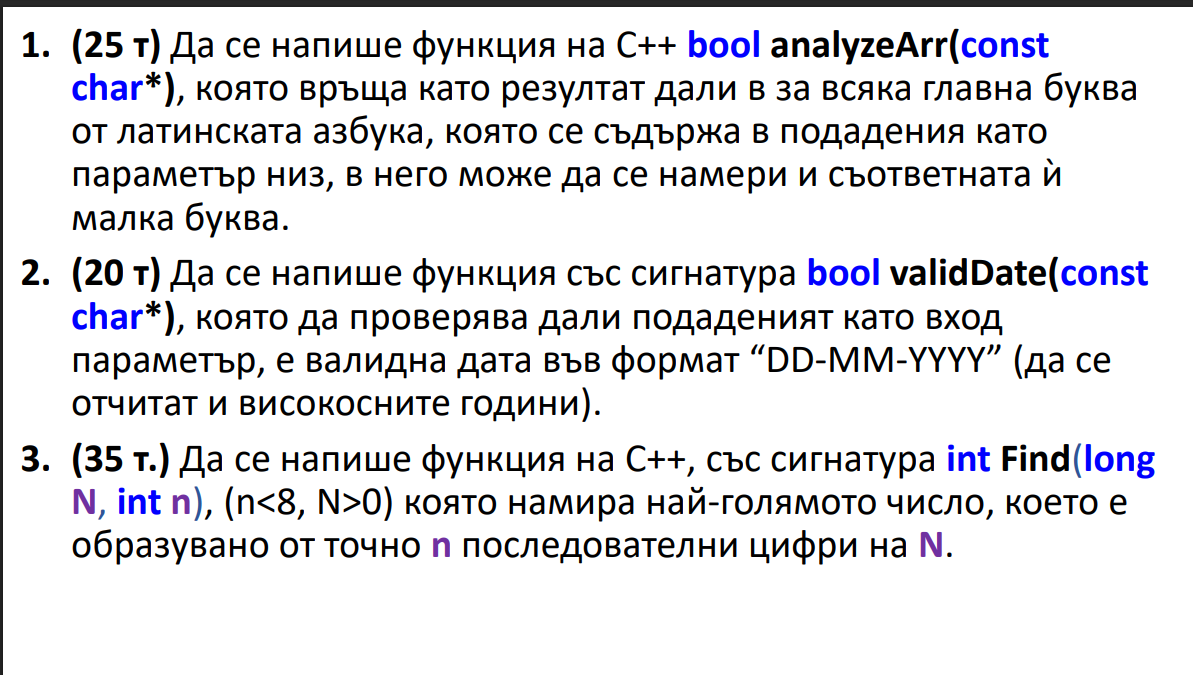 1. (25 т) Да се напише функция на C++ bool analyzeArr(const
char*), която връща като резултат дали в за всяка главна буква
от латинската азбука, която се съдържа в подадения като
параметър низ, в него може да се намери и съответната ѝ
малка буква.
2. (20 т) Да се напише функция със сигнатура bool validDate(const
char*), която да проверява дали подаденият като вход
параметър, е валидна дата във формат “DD-MM-YYYY” (да се
отчитат и високосните години).
3. (35 т.) Да се напише функция на C++, със сигнатура int Find(long
N, int n), (n<8, N>0) която намира най-голямото число, което е
образувано от точно n последователни цифри на N.